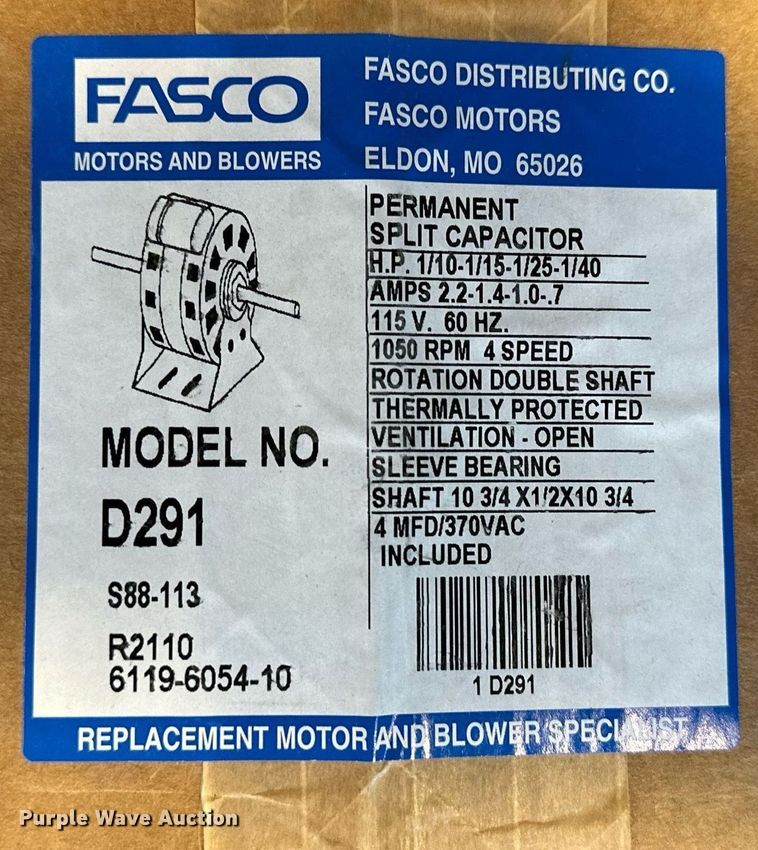 FASCO
MOTORS AND BLOWERS
FASCO DISTRIBUTING CO.
FASCO MOTORS
ELDON, MO 65026
PERMANENT
SPLIT CAPACITOR
H.P. 1/10-1/15-1/25-1/40
AMPS 2.2-1.4-1.0-.7
115 V. 60 HZ.
1050 RPM 4 SPEED
ROTATION DOUBLE SHAFT
THERMALLY PROTECTED
VENTILATION - OPEN
SLEEVE BEARING
SHAFT 10 3/4 X1/2X10 3/4
4 MFD/370VAC
INCLUDED
MODEL NO.
D291
S88-113
R2110
6119-6054-10
1 D291
REPLACEMENT MOTOR AND BLOWER SPECIALIST
Purple Wave Auction